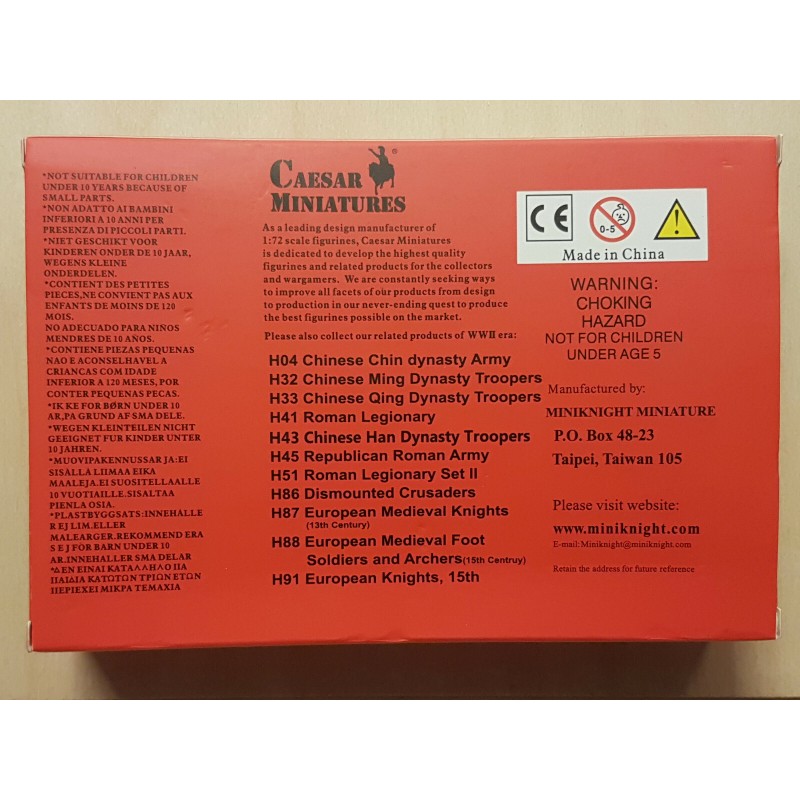 *NOT SUITABLE FOR CHILDREN
UNDER 10 YEARS BECAUSE OF
SMALL PARTS.
*NON ADATTO AI BAMBINI
INFERIORI A 10 ANNI PER
PRESENZA DI PICCOLI PARTI.
*NIET GESCHIKT VOOR
KINDEREN ONDER DE 10 JAAR,
WEGENS KLEINE
ONDERDELEN.
*CONTIENT DES PETITES
PIECES,NE CONVIENT PAS AUX
ENFANTS DE MOINS DE 120
MOIS.
NO ADECUADO PARA NIÑOS
MENDRES DE 10 AÑOS.
*CONTIENE PIEZAS PEQUENAS
NAO E ACONSELHAVEL A
CRIANCAS COM IDADE
INFERIOR A 120 MESES, POR
CONTER PEQUENAS PECAS.
*IK KE FOR BØRN UNDER 10
AR,PA GRUND AF SMA DELE.
*WEGEN KLEINTEILEN NICHT
GEEIGNET FUR KINDER UNTER
10 JAHREN.
*MUOVIPAKENNUSSAR JA:EI
SISÄLLÄ LIIMAA EIKA
MAALEJA.EI SUOSITELLAALLE
10 VUOTIAILLE.SISALTAA
PIENLA OSIA.
*PLASTBYGGSATS:INNEHALLE
R EJ LIM.ELLER
MALEARGER.REKOMMEND ERA
S E J FOR BARN UNDER 10
AR.INNEHALLER SMA DELAR
*ΔΕΝ ΕΙΝΑΙ ΚΑΤΑΛΛΗΛΟ ΙΙΑ
ΙΙΑΙΔΙΑ ΚΑΤΩΤΩΝ ΤΡΙΩΝ ΕΤΩΝ
ΙΙΕΡΙΕΧΕΙ ΜΙΚΡΑ ΤΕΜΑΧΙΑ
CAESAR ®
MINIATURES
As a leading design manufacturer of
1:72 scale figurines, Caesar Miniatures
is dedicated to develop the highest quality
figurines and related products for the collectors
and wargamers. We are constantly seeking ways
to improve all facets of our products from design
to production in our never-ending quest to produce
the best figurines possible on the market.
Please also collect our related products of WWII era:
H04 Chinese Chin dynasty Army
H32 Chinese Ming Dynasty Troopers
H33 Chinese Qing Dynasty Troopers
H41 Roman Legionary
H43 Chinese Han Dynasty Troopers
H45 Republican Roman Army
H51 Roman Legionary Set II
H86 Dismounted Crusaders
H87 European Medieval Knights
(13th Century)
H88 European Medieval Foot
Soldiers and Archers(15th Centruy)
H91 European Knights, 15th
CE
0-5
Made in China
WARNING:
CHOKING
HAZARD
NOT FOR CHILDREN
UNDER AGE 5
Manufactured by:
MINIKNIGHT MINIATURE
P.O. Box 48-23
Taipei, Taiwan 105
Please visit website:
www.miniknight.com
E-mail:Miniknight@miniknight.com
Retain the address for future reference